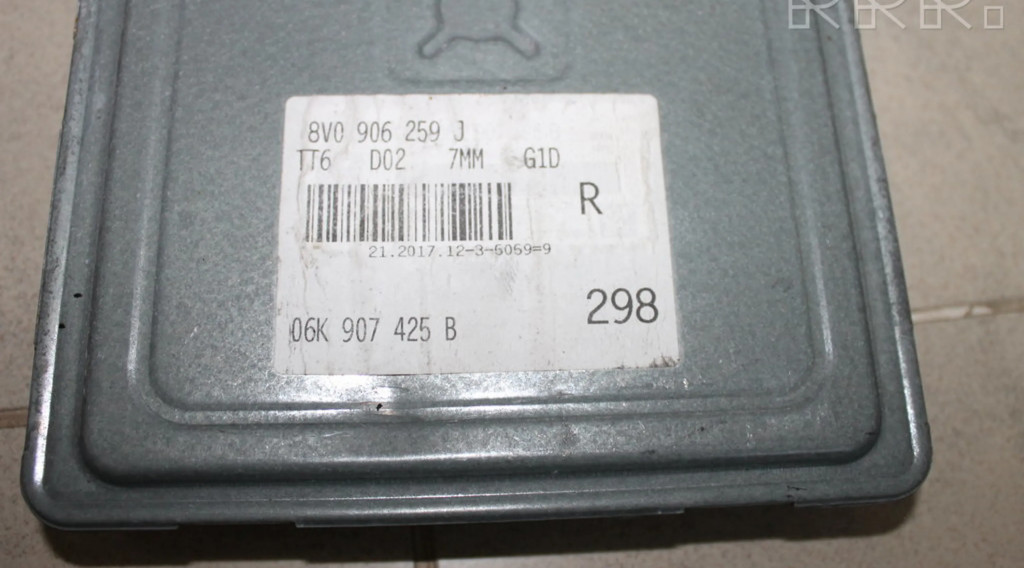 RRR.
8V0 906 259 J
TT6 D02 7MM G1D
R
21.2017.12-3-6069=9
298
06K 907 425 B